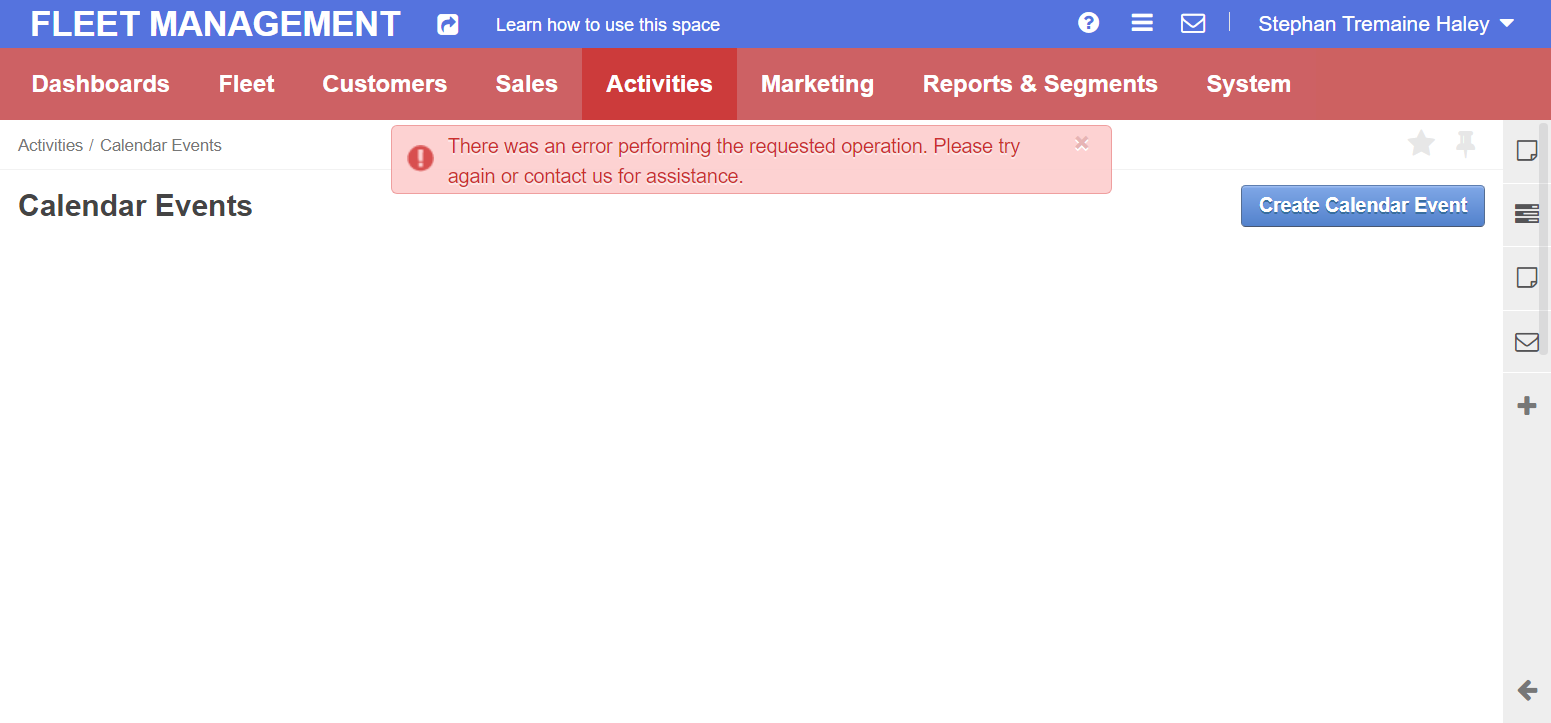 FLEET MANAGEMENT Learn how to use this space Stephan Tremaine Haley
Dashboards Fleet Customers Sales Activities Marketing Reports & Segments System
Activities / Calendar Events
There was an error performing the requested operation. Please try
again or contact us for assistance.
Calendar Events
Create Calendar Event